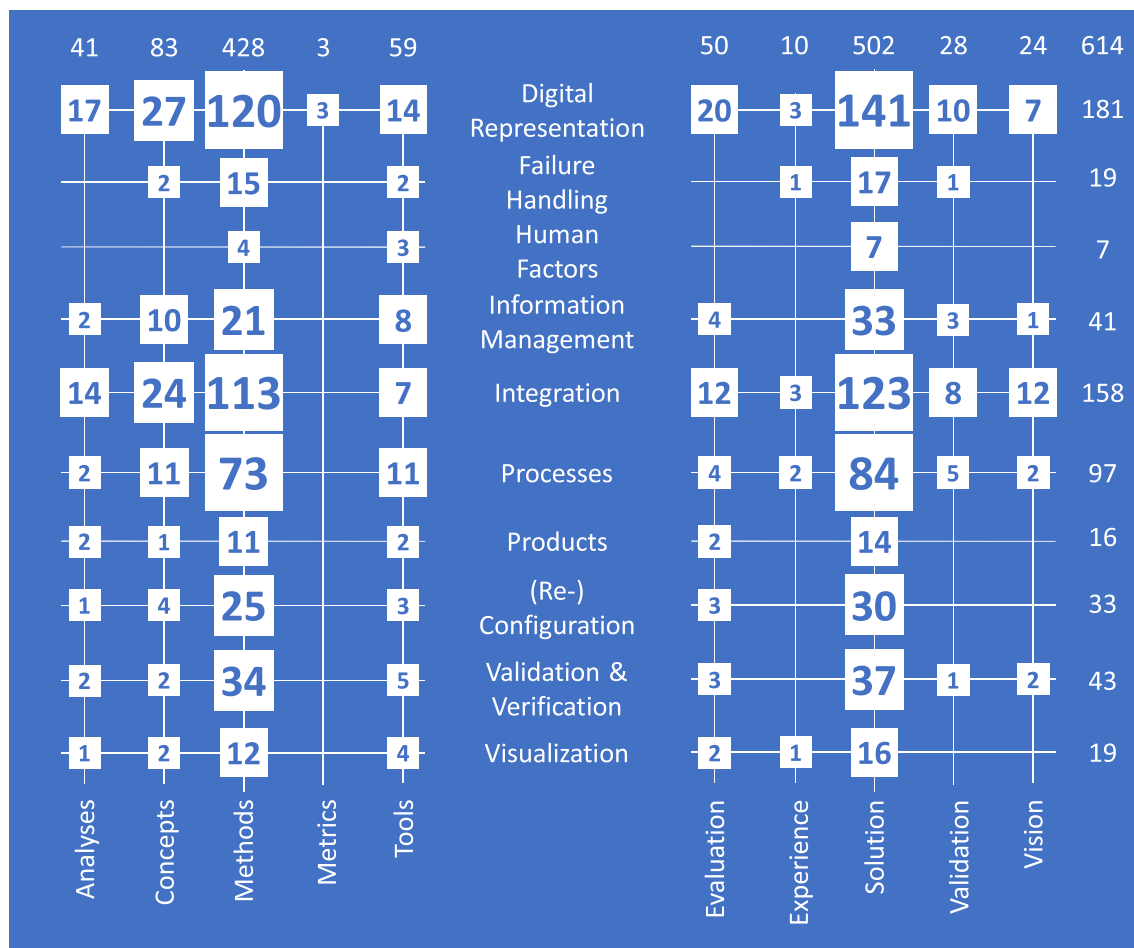 41 83 428 3 59 50 10 502 28 24 614
17 27 120 3 14 Digital 20 3 141 10 7 181
Representation
2 15 2 Failure 1 17 1 19
Handling
4 3 Human 7 7
Factors
2 10 21 8 Information 4 33 3 1 41
Management
14 24 113 7 Integration 12 3 123 8 12 158
2 11 73 11 Processes 4 2 84 5 2 97
2 1 11 2 Products 2 14 16
1 4 25 3 (Re-) 3 30 33
Configuration
2 2 34 5 Validation & 3 37 1 2 43
Verification
1 2 12 4 Visualization 2 1 16 19
Analyses
Concepts
Methods
Metrics
Tools
Evaluation
Experience
Solution
Validation
Vision